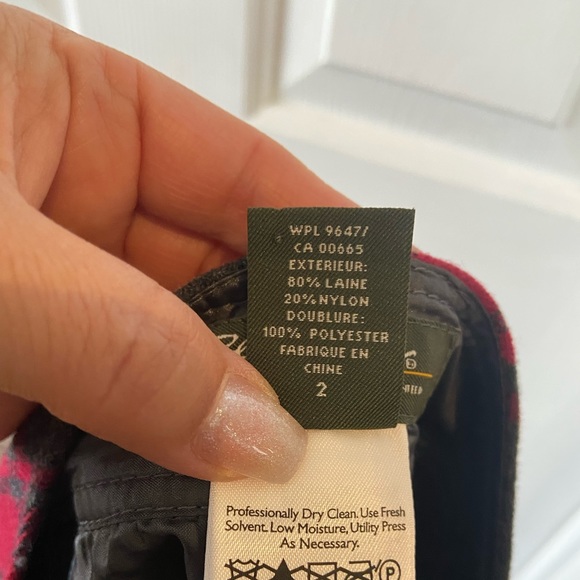 WPL 9647/
CA 00665
EXTERIEUR:
80% LAINE
20% NYLON
DOUBLURE:
100% POLYESTER
FABRIQUE EN
CHINE
2
Professionally Dry Clean. Use Fresh
Solvent. Low Moisture, Utility Press
As Necessary.
P